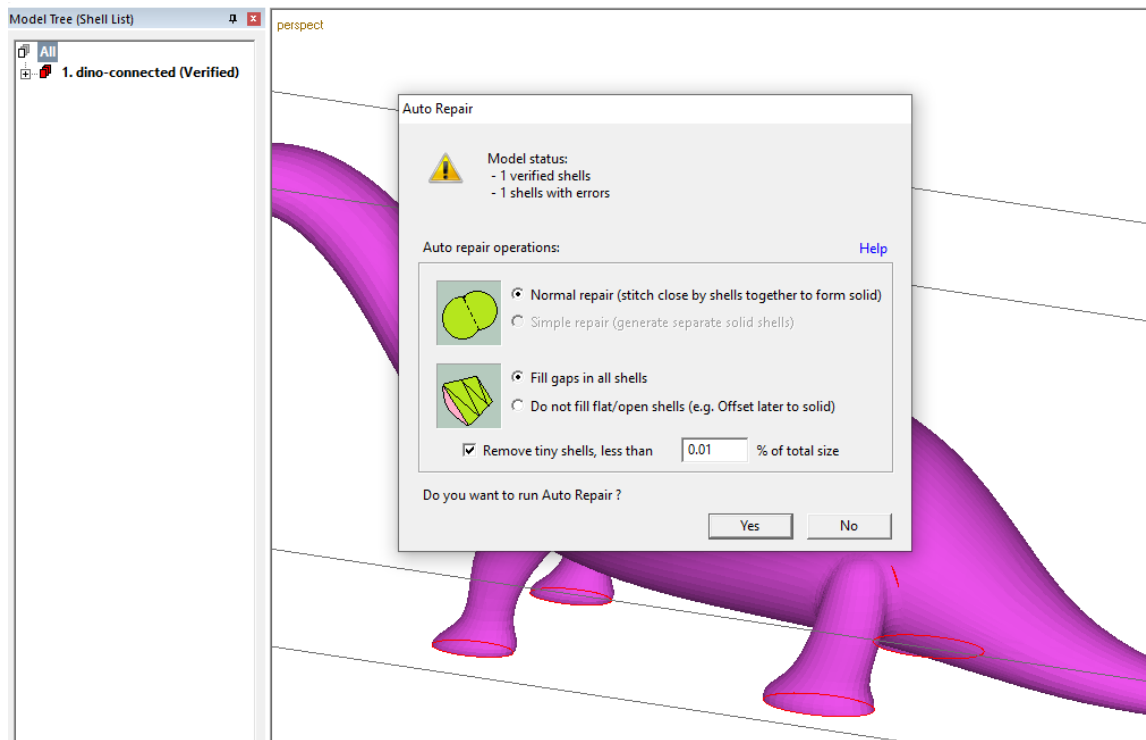 Model Tree (Shell List)
All
1. dino-connected (Verified)
perspect
Auto Repair
Model status:
- 1 verified shells
- 1 shells with errors
Auto repair operations:
Help
Normal repair (stitch close by shells together to form solid)
Simple repair (generate separate solid shells)
Fill gaps in all shells
Do not fill flat/open shells (e.g. Offset later to solid)
Remove tiny shells, less than 0.01 % of total size
Do you want to run Auto Repair ?
Yes No